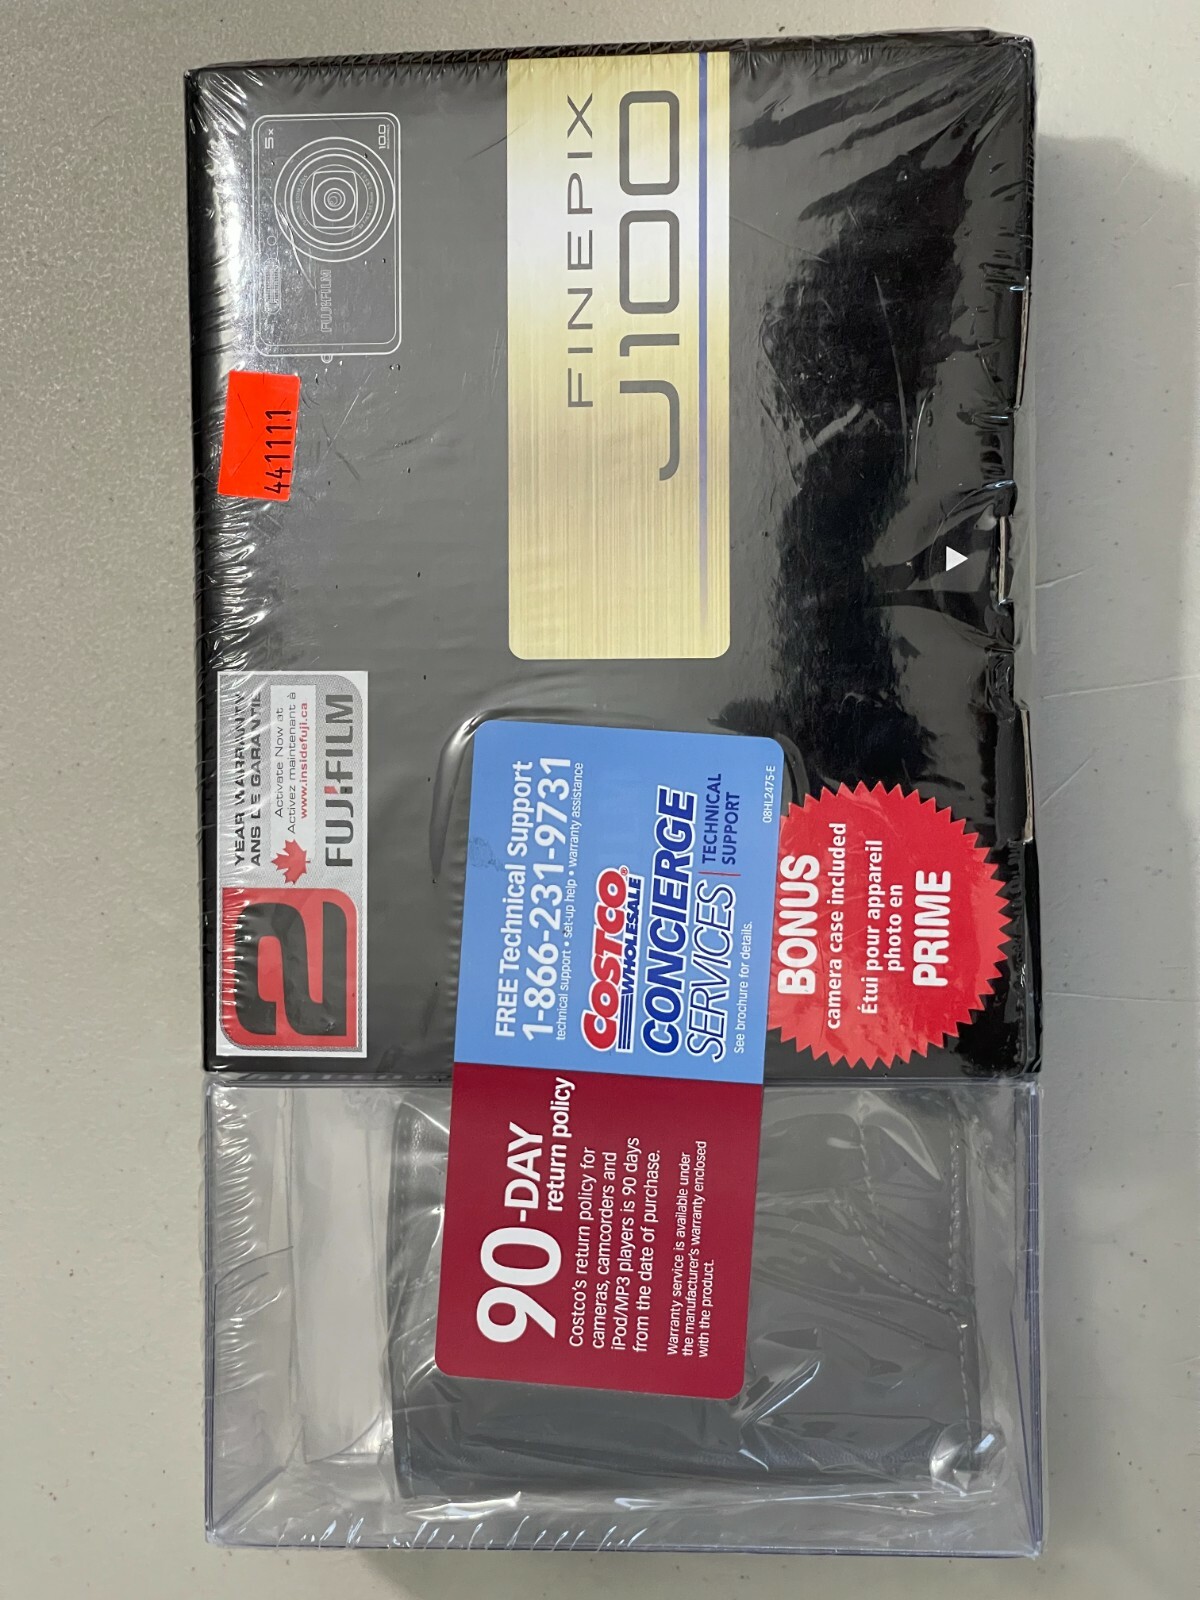 5x
10.0
FUJIFILM
FINEPIX
J100
441111
2
YEAR WARRANTY
ANS DE GARANTIE
Activate Now at
Activez maintenant à
www.insidefuji.ca
FUJIFILM
FREE Technical Support
1-866-231-9731
technical support • set-up help • warranty assistance
COSTCO
WHOLESALE
CONCIERGE
SERVICES
TECHNICAL
SUPPORT
See brochure for details.
08HL2475-E
90-DAY
return policy
Costco's return policy for
cameras, camcorders and
iPod/MP3 players is 90 days
from the date of purchase.
Warranty service is available under
the manufacturer's warranty enclosed
with the product.
BONUS
camera case included
Étui pour appareil
photo en
PRIME